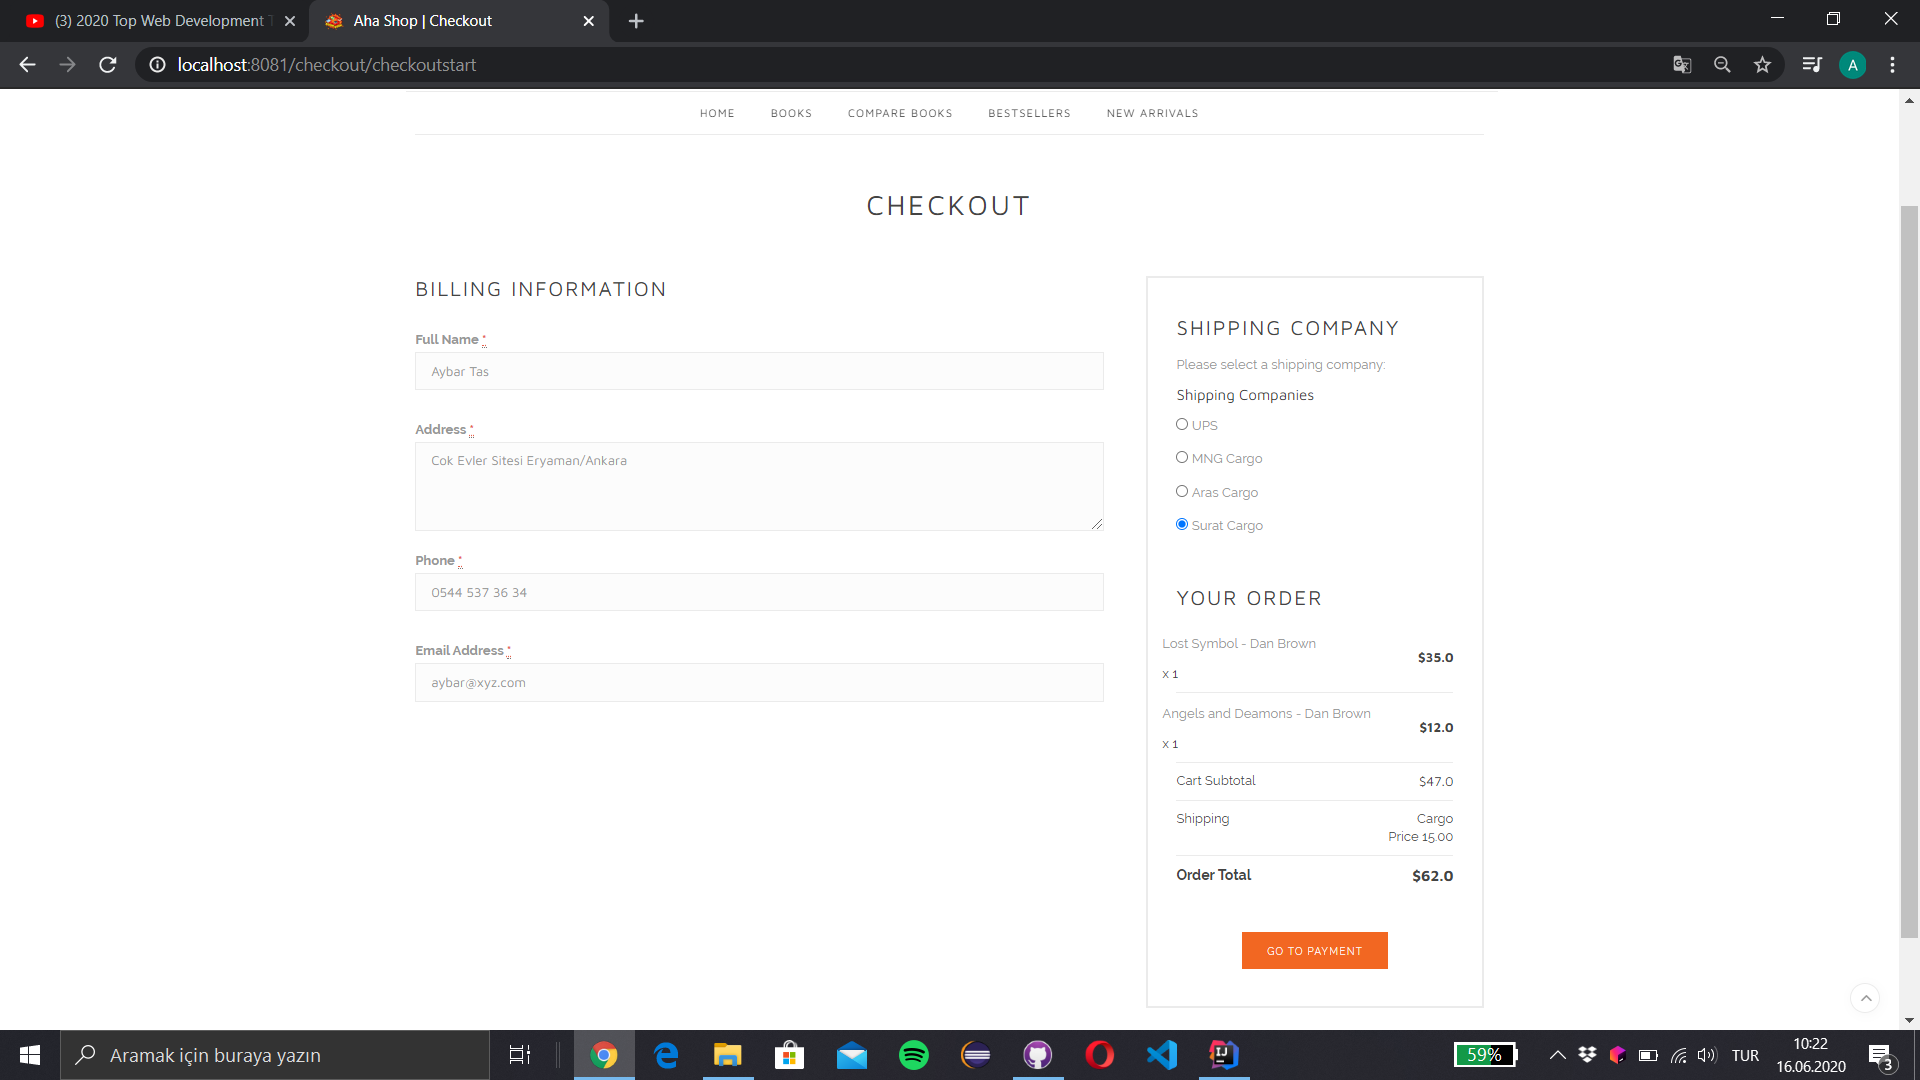 (3) 2020 Top Web Development T
Aha Shop | Checkout
localhost:8081/checkout/checkoutstart
A
HOME BOOKS COMPARE BOOKS BESTSELLERS NEW ARRIVALS
CHECKOUT
BILLING INFORMATION
Full Name *
Aybar Tas
Address *
Cok Evler Sitesi Eryaman/Ankara
Phone *
0544 537 36 34
Email Address *
aybar@xyz.com
SHIPPING COMPANY
Please select a shipping company:
Shipping Companies
UPS
MNG Cargo
Aras Cargo
Surat Cargo
YOUR ORDER
Lost Symbol - Dan Brown
$35.0
x 1
Angels and Deamons - Dan Brown
$12.0
x 1
Cart Subtotal $47.0
Shipping Cargo
Price 15.00
Order Total $62.0
GO TO PAYMENT
Aramak için buraya yazın
IJ
59%
TUR
10:22
16.06.2020
3